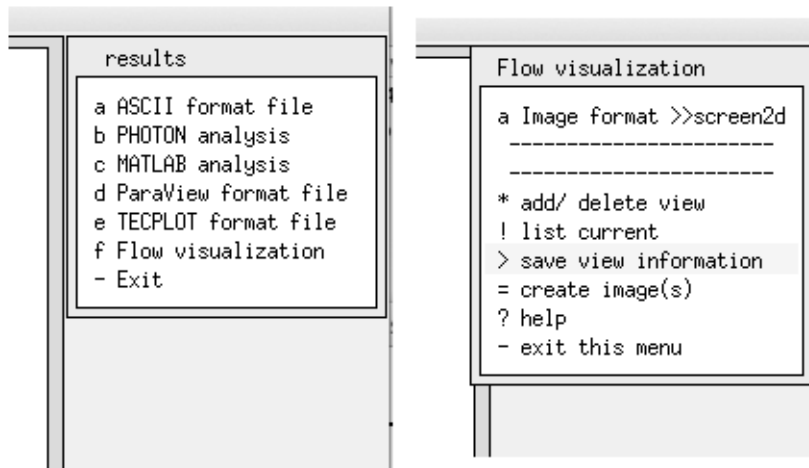 results
a ASCII format file
b PHOTON analysis
c MATLAB analysis
d ParaView format file
e TECPLOT format file
f Flow visualization
- Exit
Flow visualization
a Image format >>screen2d
-----------------------
-----------------------
* add/ delete view
! list current
> save view information
= create image(s)
? help
- exit this menu